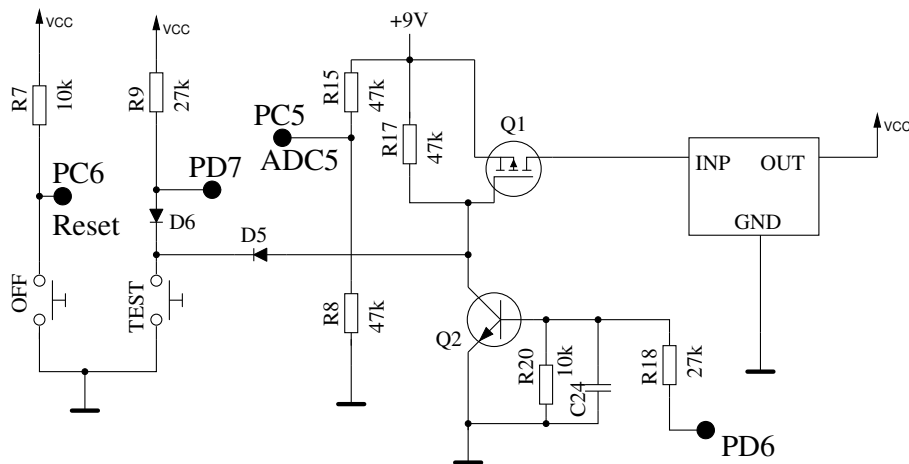 VCC
R7
10k
PC6
Reset
OFF
VCC
R9
27k
PD7
D6
TEST
D5
PC5
ADC5
R15
47k
R8
47k
+9V
R17
47k
Q1
Q2
R20
10k
C24
R18
27k
PD6
INP
OUT
GND
VCC